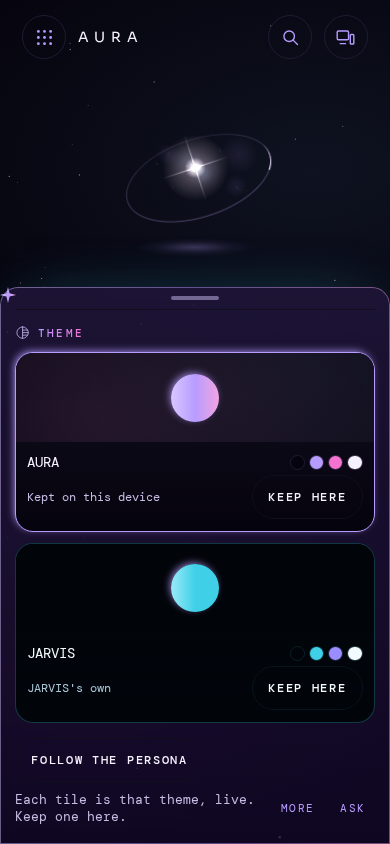 AURA
THEME
AURA
Kept on this device
KEEP HERE
JARVIS
JARVIS's own
KEEP HERE
FOLLOW THE PERSONA
Each tile is that theme, live.
Keep one here.
MORE
ASK